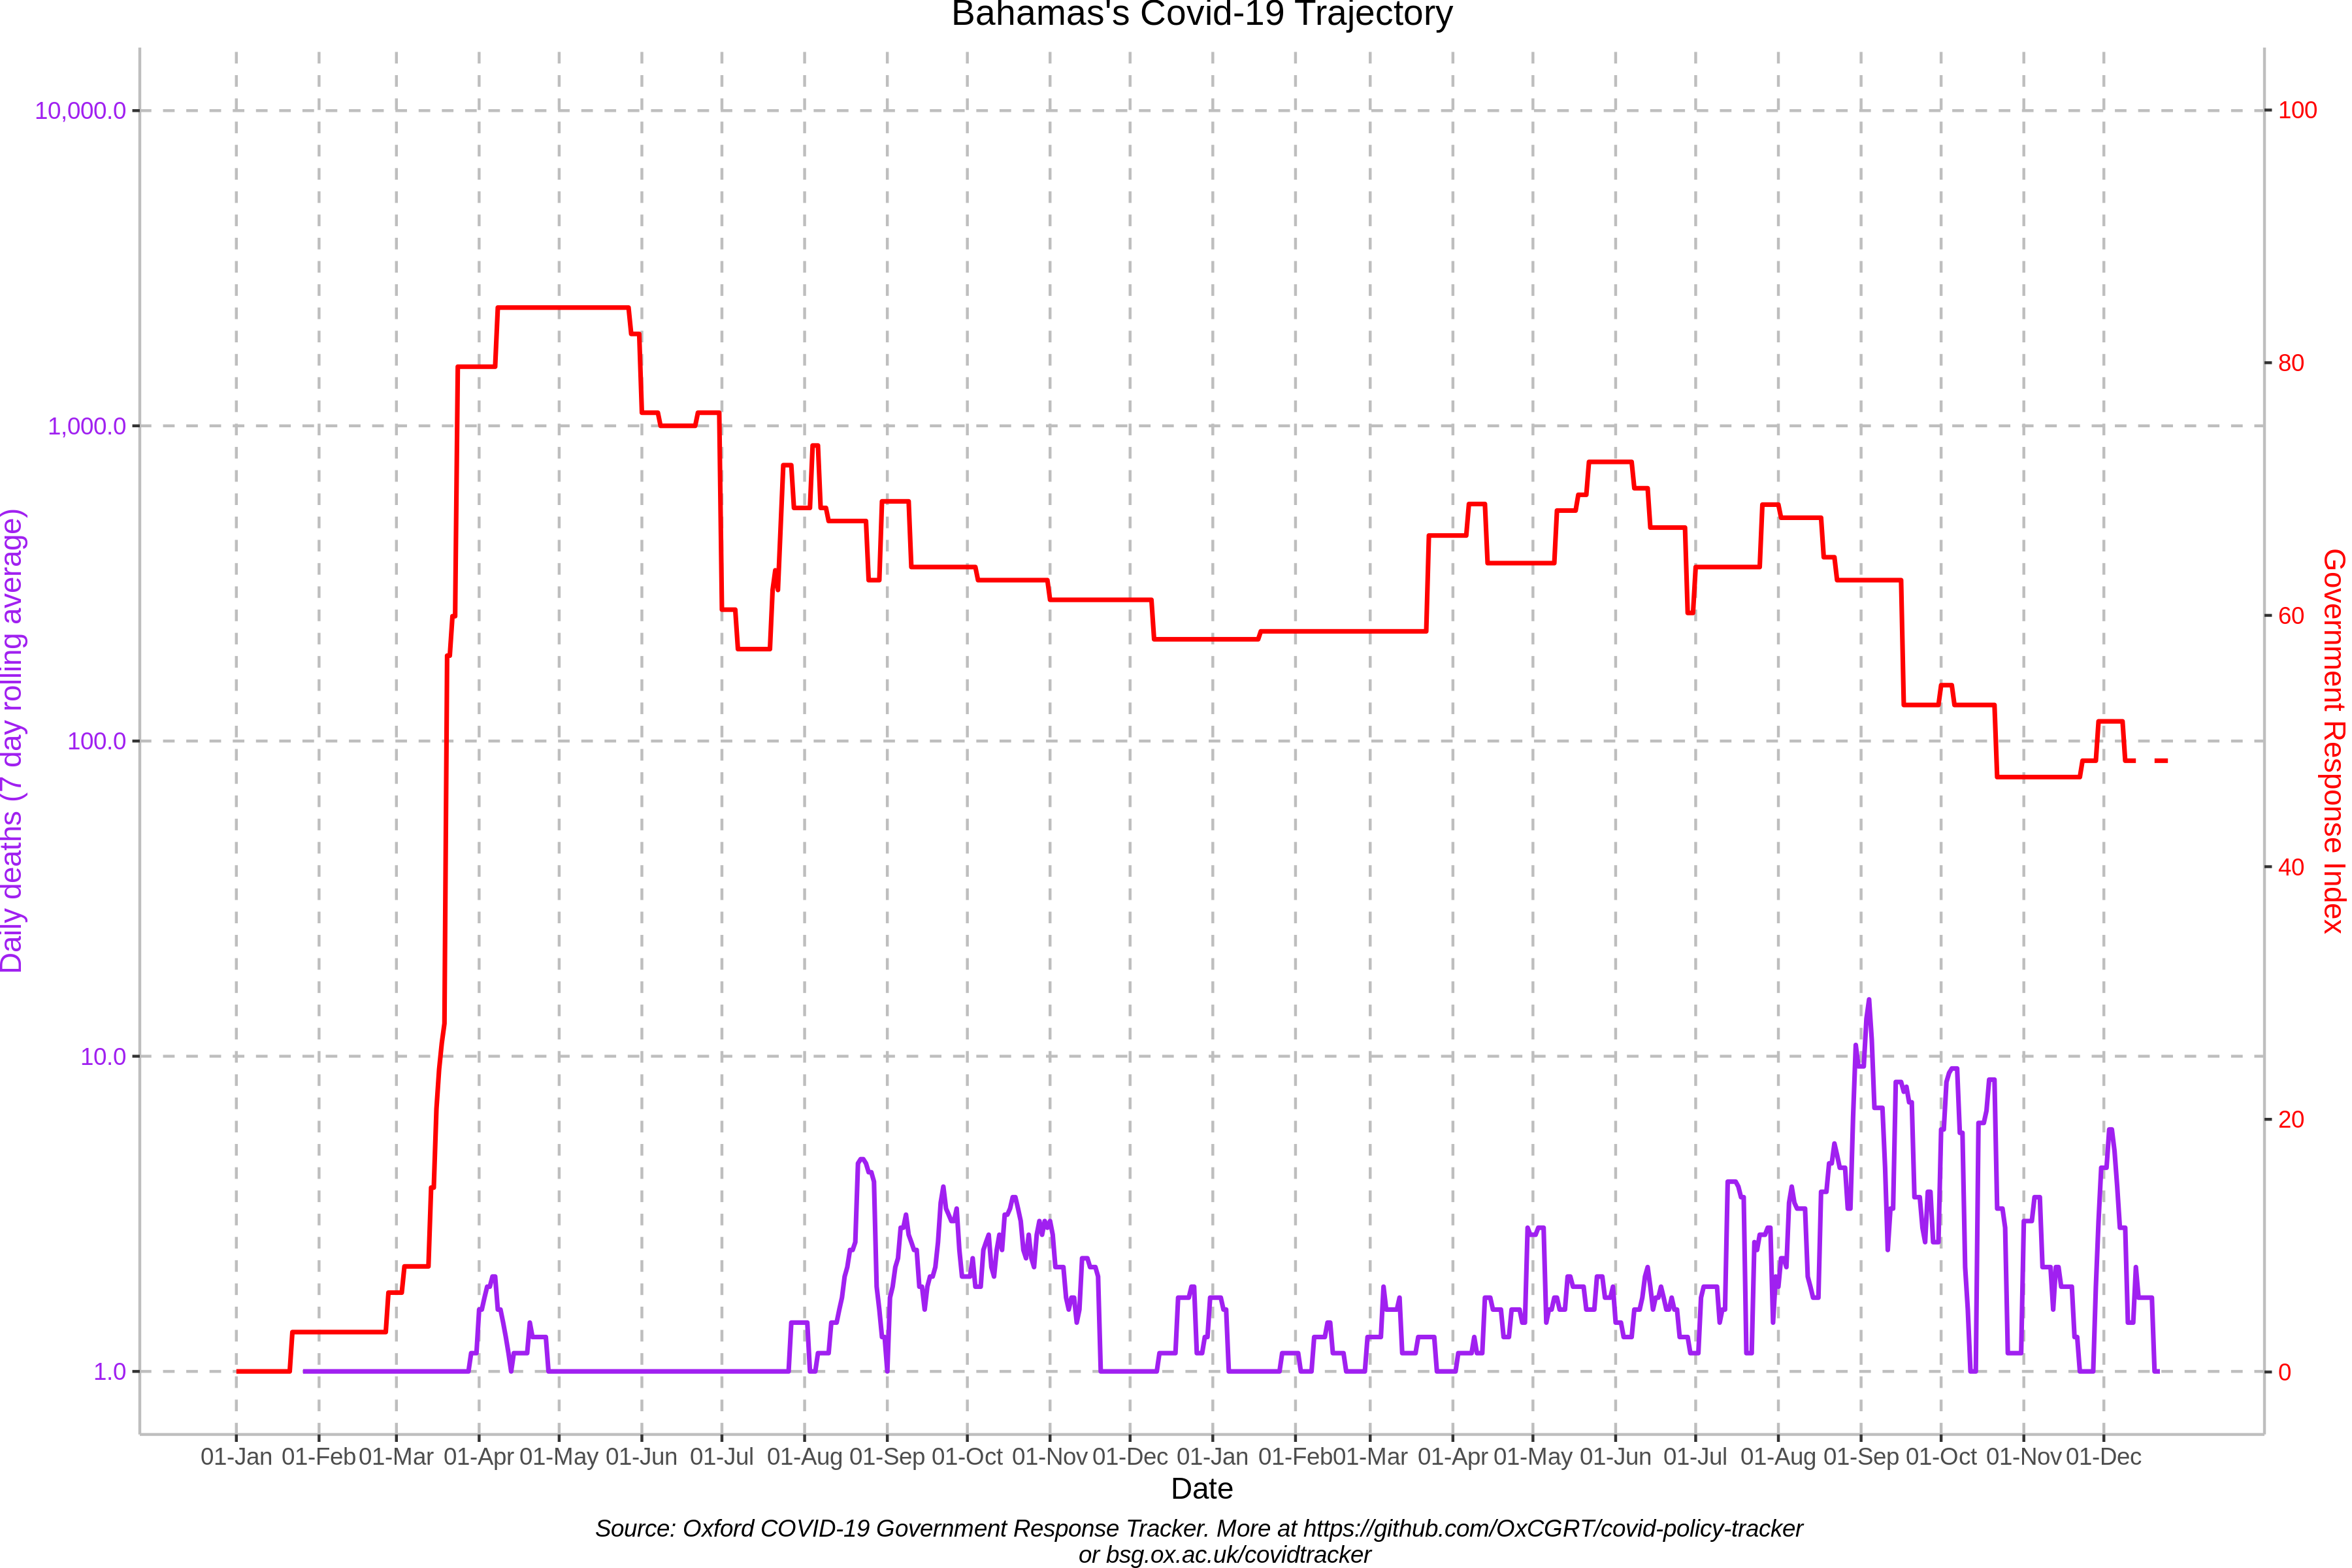 Bahamas's Covid-19 Trajectory
10,000.0
1,000.0
100.0
10.0
1.0
Daily deaths (7 day rolling average)
100
80
60
40
20
0
Government Response Index
01-Jan 01-Feb 01-Mar 01-Apr 01-May 01-Jun 01-Jul 01-Aug 01-Sep 01-Oct 01-Nov 01-Dec 01-Jan 01-Feb 01-Mar 01-Apr 01-May 01-Jun 01-Jul 01-Aug 01-Sep 01-Oct 01-Nov 01-Dec
Date
Source: Oxford COVID-19 Government Response Tracker. More at https://github.com/OxCGRT/covid-policy-tracker
or bsg.ox.ac.uk/covidtracker